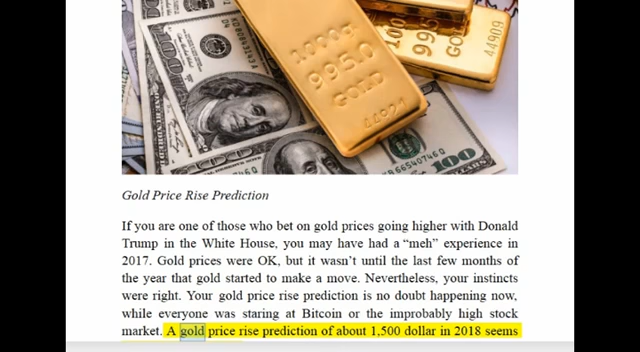 1000g
995.0
GOLD
44921
995
GO
44909
100
100
Gold Price Rise Prediction
If you are one of those who bet on gold prices going higher with Donald
Trump in the White House, you may have had a “meh” experience in
2017. Gold prices were OK, but it wasn’t until the last few months of
the year that gold started to make a move. Nevertheless, your instincts
were right. Your gold price rise prediction is no doubt happening now,
while everyone was staring at Bitcoin or the improbably high stock
market. A gold price rise prediction of about 1,500 dollar in 2018 seems